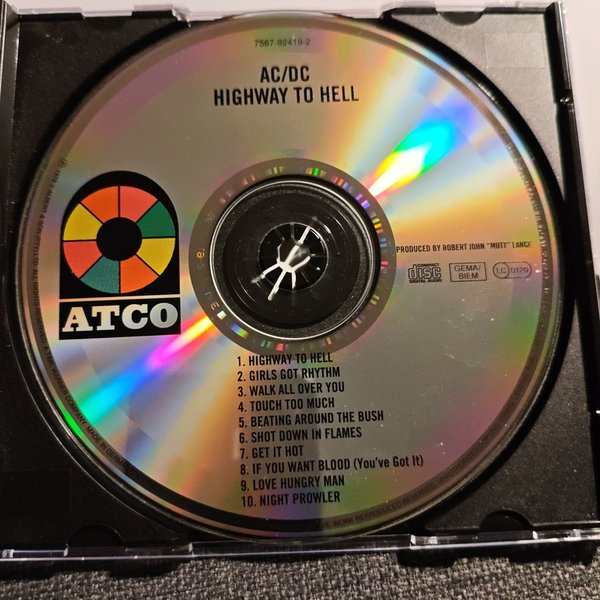 7567-92419-2
AC/DC
HIGHWAY TO HELL
ATCO
PRODUCED BY ROBERT JOHN "MUTT" LANGE
COMPACT
disc
DIGITAL AUDIO
GEMA/
BIEM
LC 0120
1. HIGHWAY TO HELL
2. GIRLS GOT RHYTHM
3. WALK ALL OVER YOU
4. TOUCH TOO MUCH
5. BEATING AROUND THE BUSH
6. SHOT DOWN IN FLAMES
7. GET IT HOT
8. IF YOU WANT BLOOD (You've Got It)
9. LOVE HUNGRY MAN
10. NIGHT PROWLER